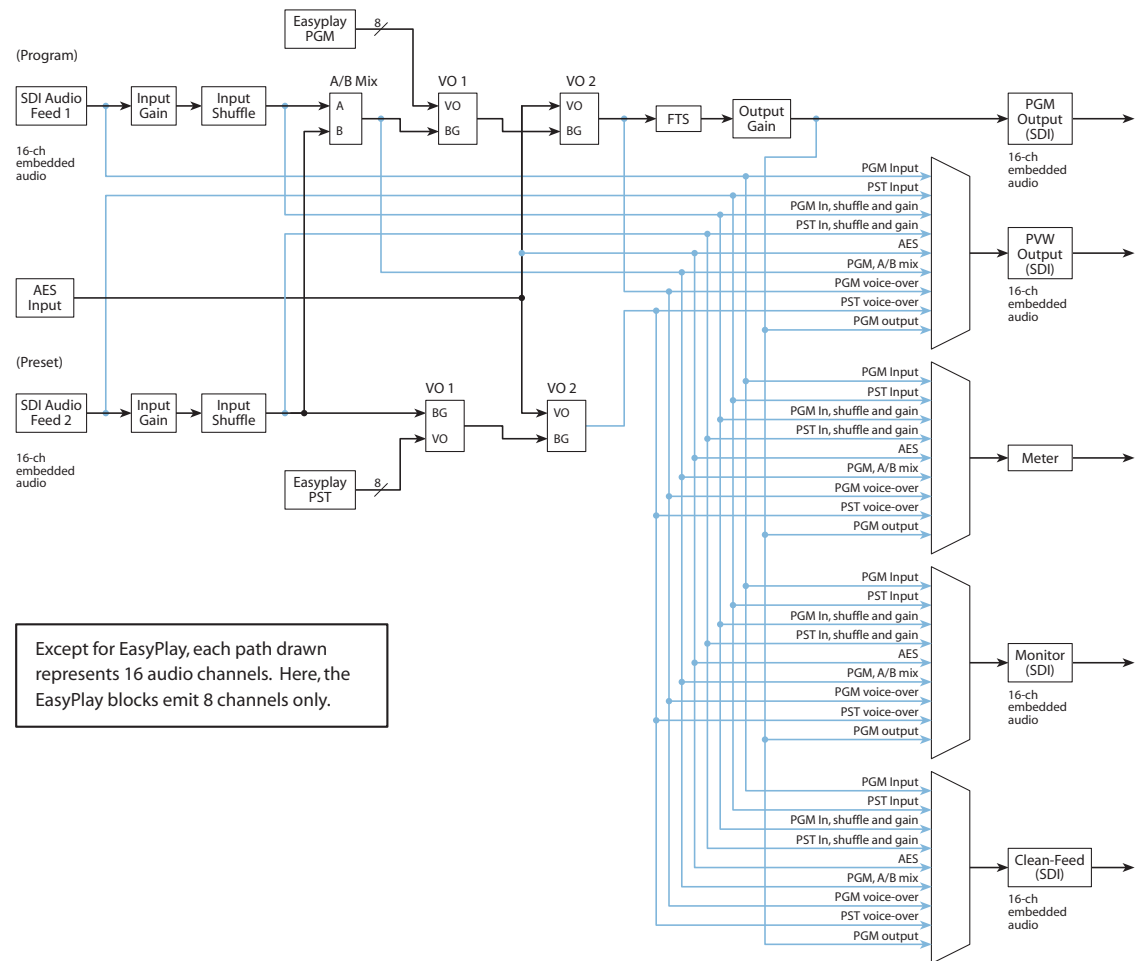 Easyplay
PGM
8
(Program)
SDI Audio
Feed 1
Input
Gain
Input
Shuffle
A/B Mix
A
B
VO 1
VO
BG
VO 2
VO
BG
FTS
Output
Gain
PGM
Output
(SDI)
16-ch
embedded
audio
16-ch
embedded
audio
PGM Input
PST Input
PGM In, shuffle and gain
PST In, shuffle and gain
AES
PGM, A/B mix
PGM voice-over
PST voice-over
PGM output
PVW
Output
(SDI)
16-ch
embedded
audio
AES
Input
(Preset)
SDI Audio
Feed 2
Input
Gain
Input
Shuffle
VO 1
BG
VO
VO 2
VO
BG
16-ch
embedded
audio
Easyplay
PST
8
PGM Input
PST Input
PGM In, shuffle and gain
PST In, shuffle and gain
AES
PGM, A/B mix
PGM voice-over
PST voice-over
PGM output
Meter
Except for EasyPlay, each path drawn
represents 16 audio channels. Here, the
EasyPlay blocks emit 8 channels only.
PGM Input
PST Input
PGM In, shuffle and gain
PST In, shuffle and gain
AES
PGM, A/B mix
PGM voice-over
PST voice-over
PGM output
Monitor
(SDI)
16-ch
embedded
audio
PGM Input
PST Input
PGM In, shuffle and gain
PST In, shuffle and gain
AES
PGM, A/B mix
PGM voice-over
PST voice-over
PGM output
Clean-Feed
(SDI)
16-ch
embedded
audio